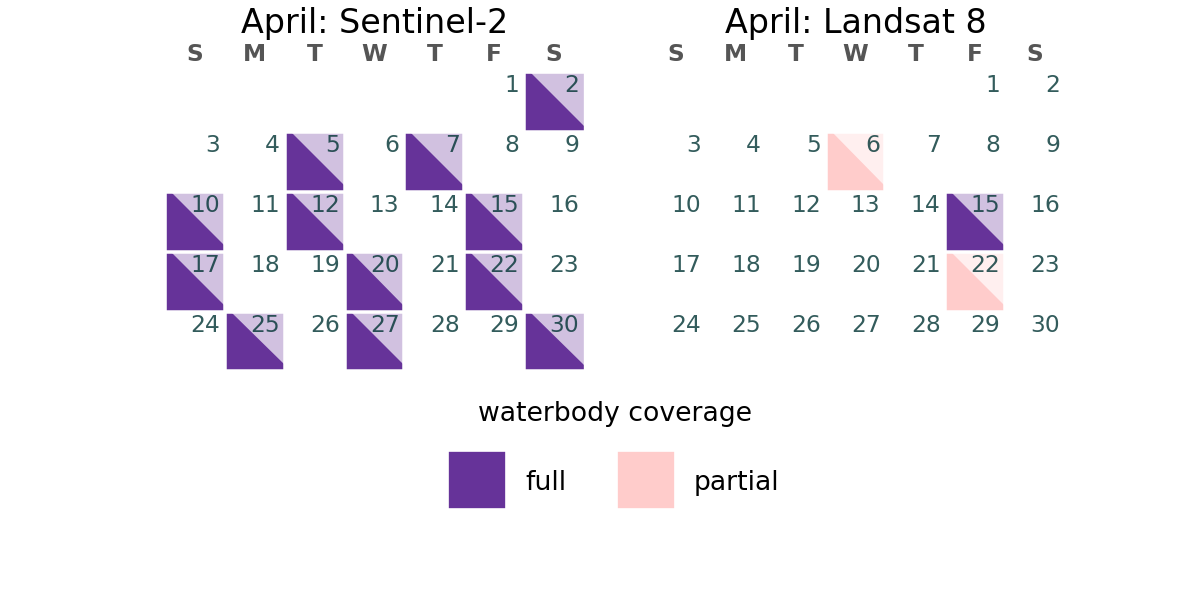 April: Sentinel-2
S M T W T F S
1 2
3 4 5 6 7 8 9
10 11 12 13 14 15 16
17 18 19 20 21 22 23
24 25 26 27 28 29 30
April: Landsat 8
S M T W T F S
1 2
3 4 5 6 7 8 9
10 11 12 13 14 15 16
17 18 19 20 21 22 23
24 25 26 27 28 29 30
waterbody coverage
full
partial